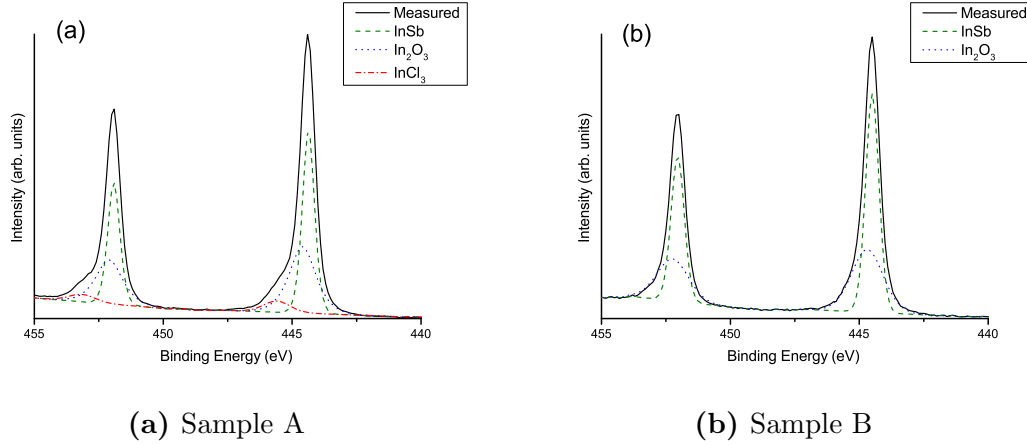 (a)
Measured
InSb
In₂O₃
InCl₃
Intensity (arb. units)
455
450
445
440
Binding Energy (eV)
(a) Sample A
(b)
Measured
InSb
In₂O₃
Intensity (arb. units)
455
450
445
440
Binding Energy (eV)
(b) Sample B